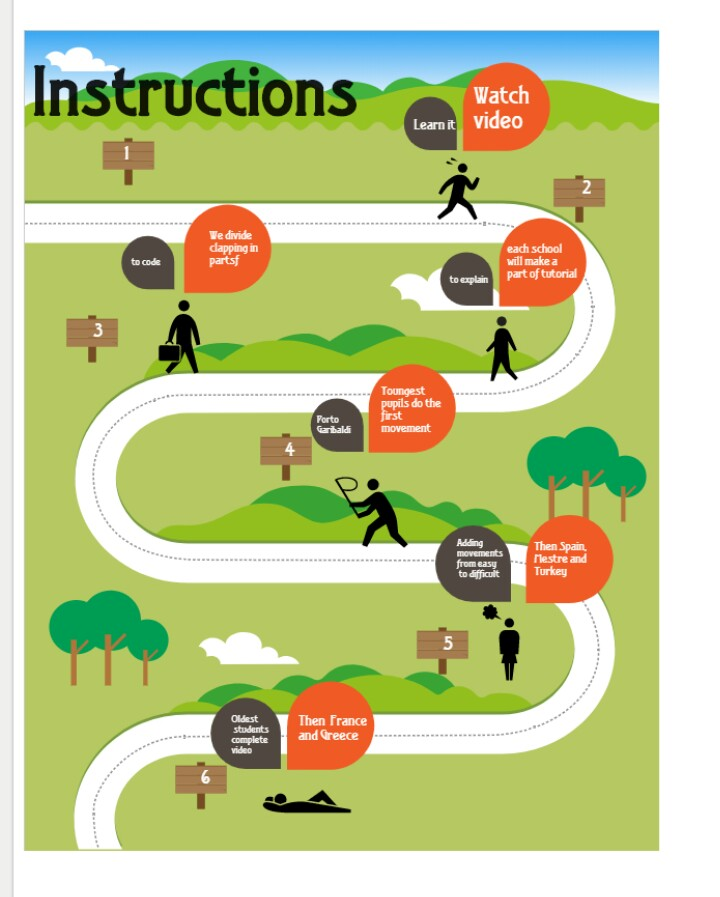 Instructions
Learn it
Watch
video
1
2
to code
We divide
clapping in
partsf
to explain
each school
will make a
part of tutorial
3
Porto
Garibaldi
Toungest
pupils do the
first
movement
4
Adding
movements
from easy
to difficult
Then Spain,
Mestre and
Turkey
5
Oldest
students
complete
video
Then France
and Greece
6